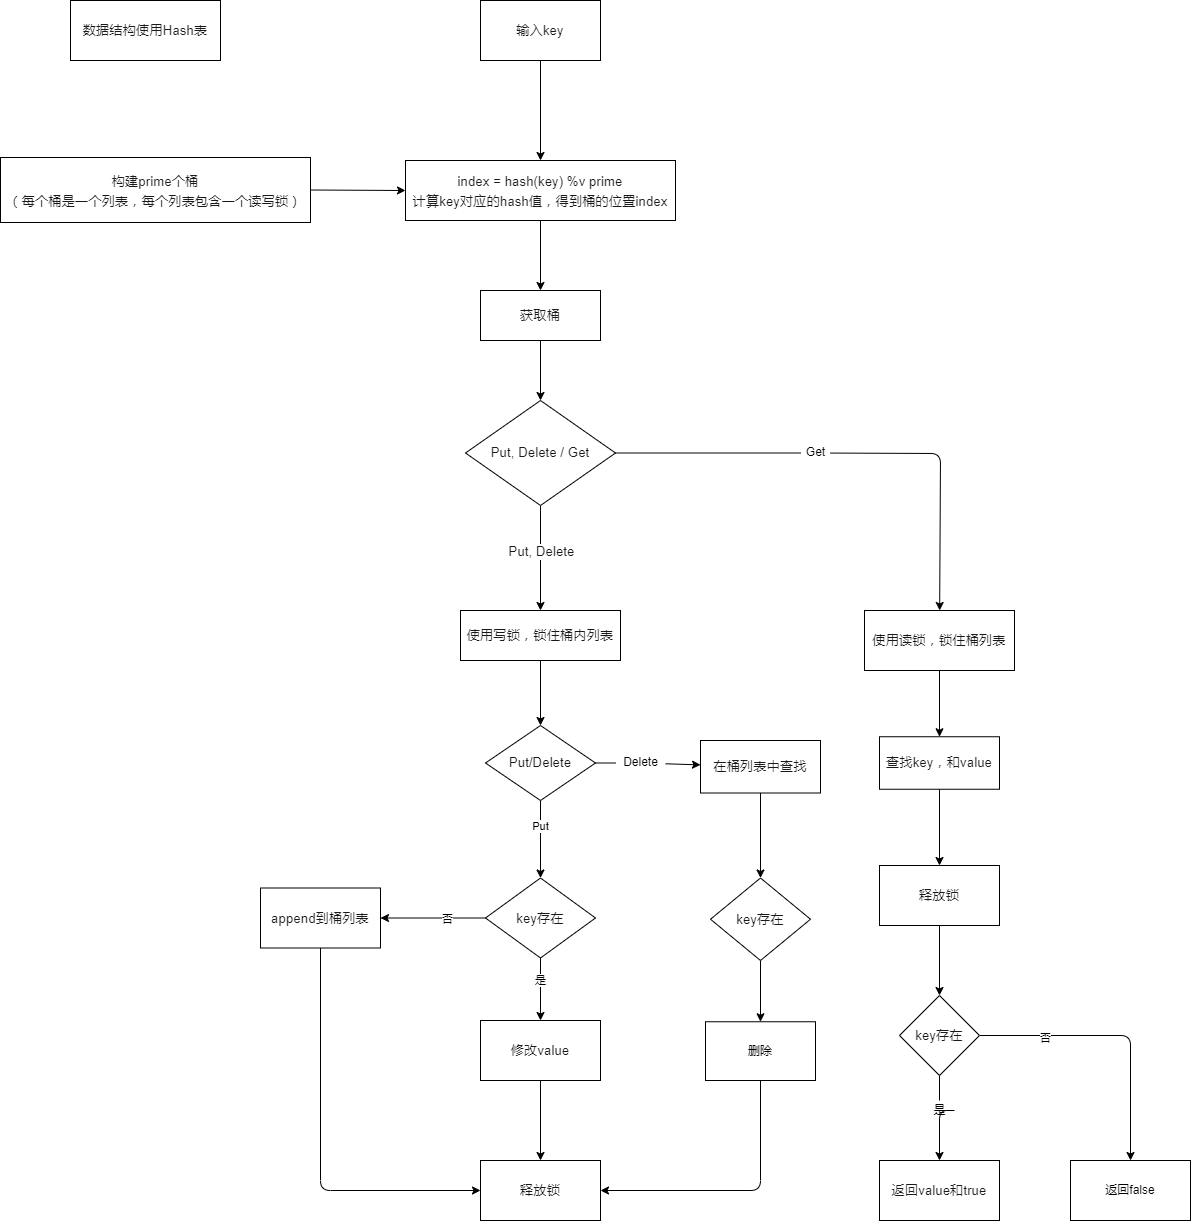 数据结构使用Hash表
输入key
构建prime个桶
（每个桶是一个列表，每个列表包含一个读写锁）
index = hash(key) %v prime
计算key对应的hash值，得到桶的位置index
获取桶
Put, Delete / Get
Get
Put, Delete
使用写锁，锁住桶内列表
使用读锁，锁住桶列表
Put/Delete
Delete
在桶列表中查找
查找key，和value
Put
释放锁
append到桶列表
否
key存在
key存在
是
key存在
否
修改value
删除
是
释放锁
返回value和true
返回false